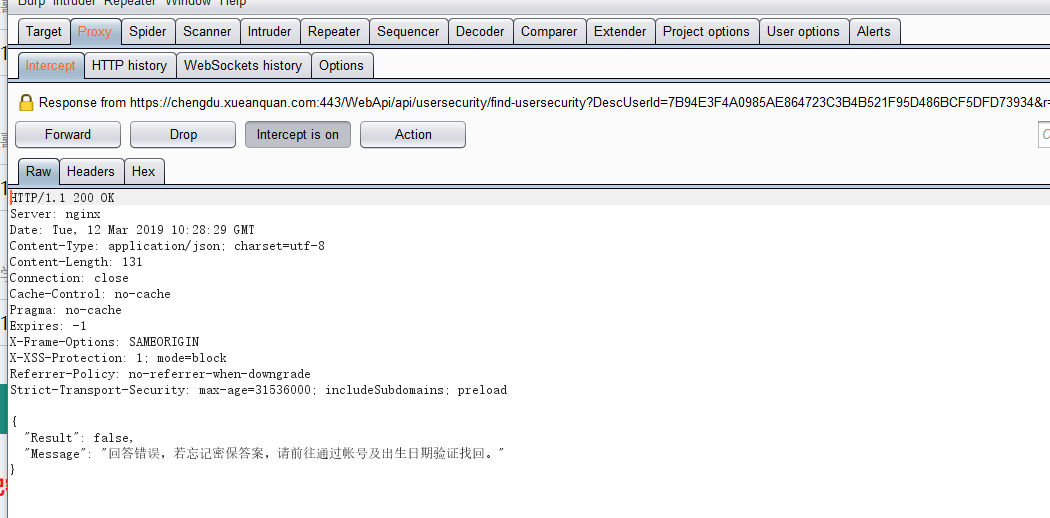 Burp Intruder Repeater Window Help
Target Proxy Spider Scanner Intruder Repeater Sequencer Decoder Comparer Extender Project options User options Alerts
Intercept HTTP history WebSockets history Options
Response from https://chengdu.xueanquan.com:443/WebApi/api/usersecurity/find-usersecurity?DescUserId=7B94E3F4A0985AE864723C3B4B521F95D486BCF5DFD73934&r=
Forward Drop Intercept is on Action
Raw Headers Hex
HTTP/1.1 200 OK
Server: nginx
Date: Tue, 12 Mar 2019 10:28:29 GMT
Content-Type: application/json; charset=utf-8
Content-Length: 131
Connection: close
Cache-Control: no-cache
Pragma: no-cache
Expires: -1
X-Frame-Options: SAMEORIGIN
X-XSS-Protection: 1; mode=block
Referrer-Policy: no-referrer-when-downgrade
Strict-Transport-Security: max-age=31536000; includeSubdomains; preload
{
"Result": false,
"Message": "回答错误，若忘记密保答案，请前往通过帐号及出生日期验证找回。"
}